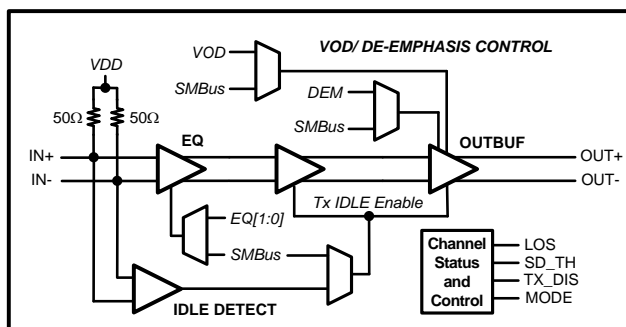 VOD/ DE-EMPHASIS CONTROL
VOD
VDD
SMBus
DEM
50Ω 50Ω
SMBus
EQ
OUTBUF
IN+
OUT+
IN-
OUT-
Tx IDLE Enable
EQ[1:0]
SMBus
IDLE DETECT
Channel
Status
and
Control
LOS
SD_TH
TX_DIS
MODE